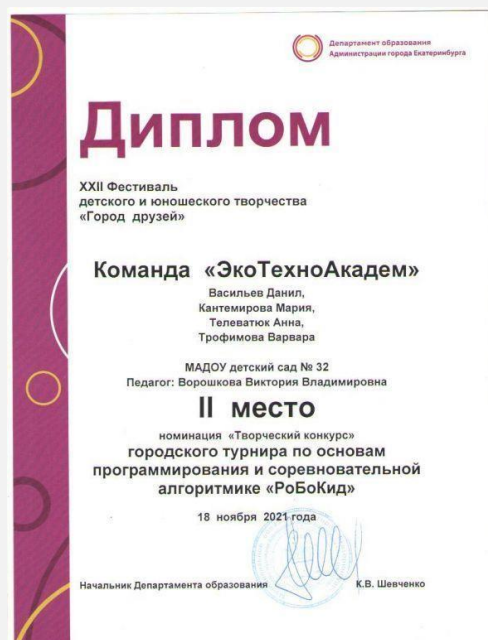 Департамент образования
Администрации города Екатеринбурга
Диплом
XXII Фестиваль
детского и юношеского творчества
«Город друзей»
Команда «ЭкоТехноАкадем»
Васильев Данил,
Кантемирова Мария,
Телеватюк Анна,
Трофимова Варвара
МАДОУ детский сад № 32
Педагог: Ворошкова Виктория Владимировна
II место
номинация «Творческий конкурс»
городского турнира по основам
программирования и соревновательной
алгоритмике «РоБоКид»
18 ноября 2021 года
Начальник Департамента образования К.В. Шевченко